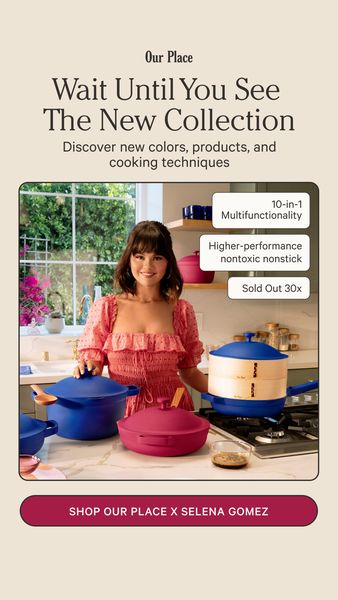 Our Place
Wait Until You See
The New Collection
Discover new colors, products, and
cooking techniques
10-in-1
Multifunctionality
Higher-performance
nontoxic nonstick
Sold Out 30x
SHOP OUR PLACE X SELENA GOMEZ